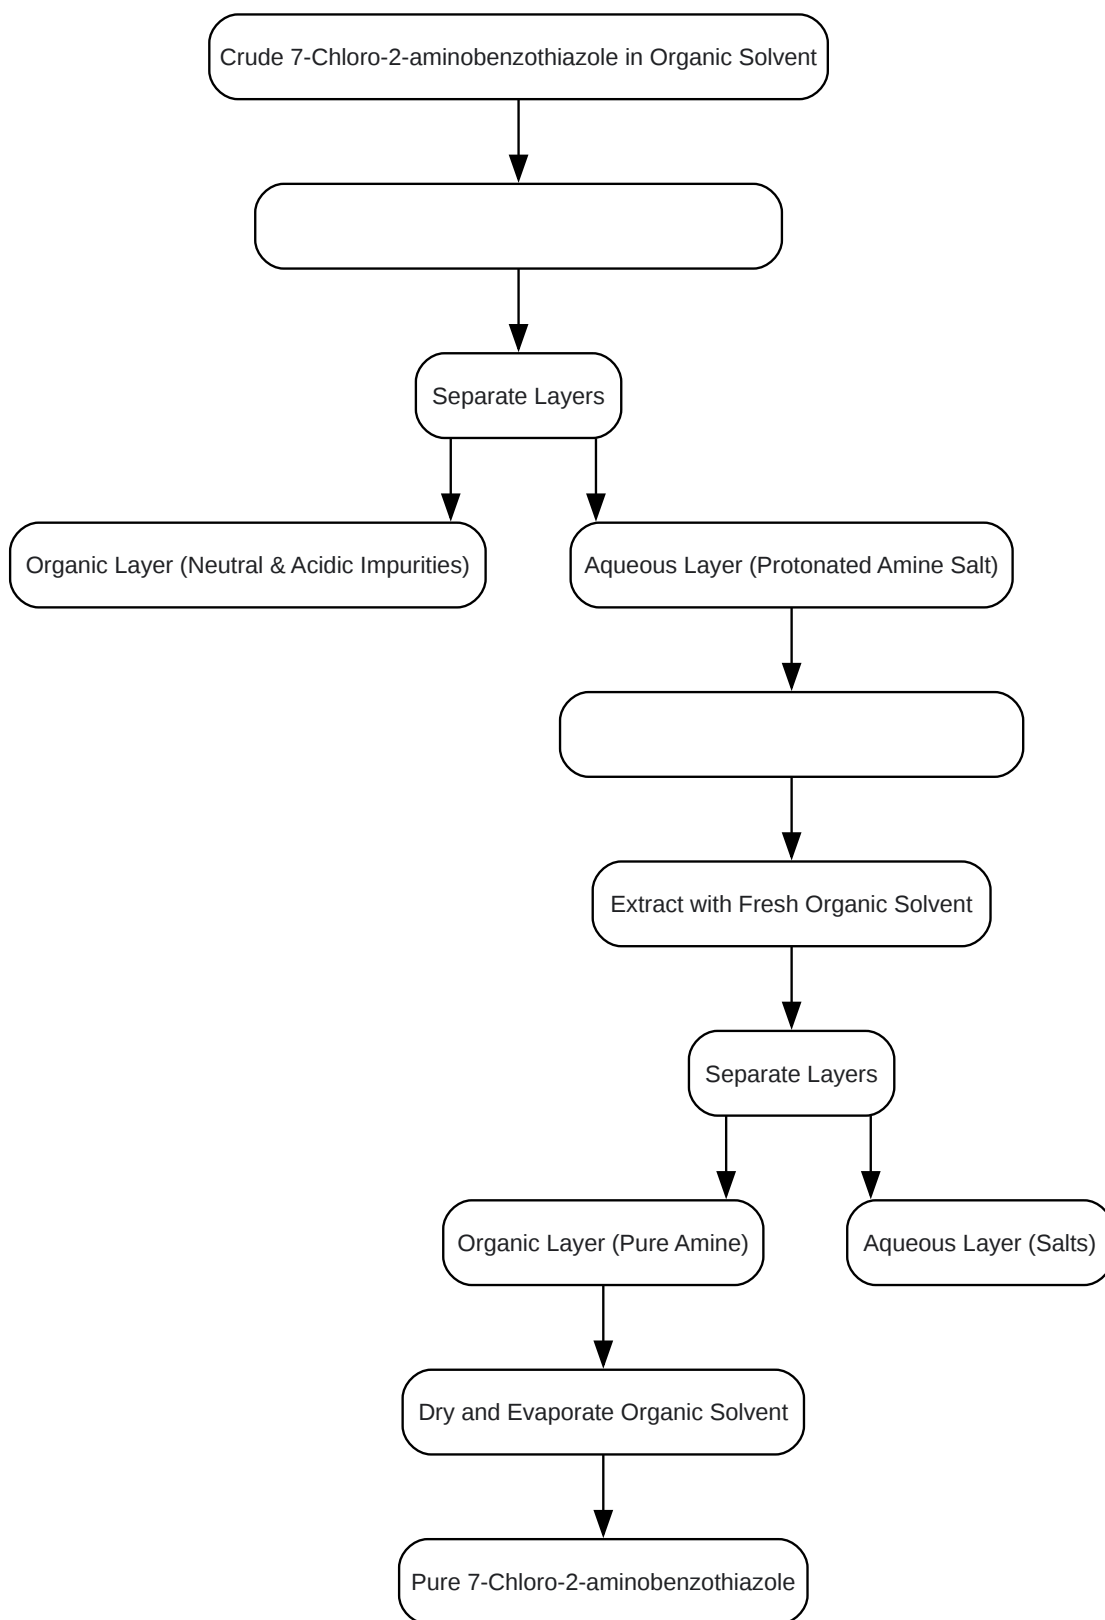 Crude 7-Chloro-2-aminobenzothiazole in Organic Solvent
Separate Layers
Organic Layer (Neutral & Acidic Impurities)
Aqueous Layer (Protonated Amine Salt)
Extract with Fresh Organic Solvent
Separate Layers
Organic Layer (Pure Amine)
Aqueous Layer (Salts)
Dry and Evaporate Organic Solvent
Pure 7-Chloro-2-aminobenzothiazole